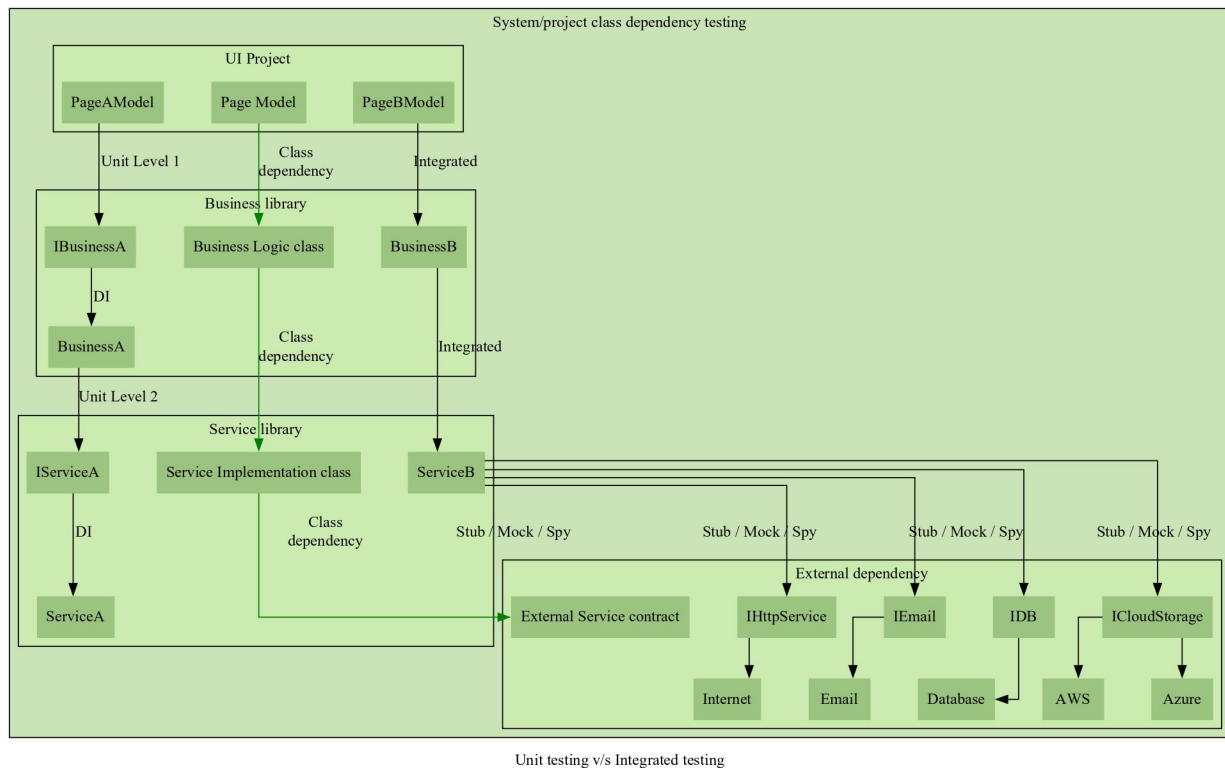 System/project class dependency testing
UI Project
PageAModel
Page Model
PageBModel
Unit Level 1
Class
dependency
Integrated
Business library
IBusinessA
Business Logic class
BusinessB
DI
BusinessA
Class
dependency
Integrated
Unit Level 2
Service library
IServiceA
Service Implementation class
ServiceB
DI
Class
dependency
Stub / Mock / Spy
Stub / Mock / Spy
Stub / Mock / Spy
Stub / Mock / Spy
External dependency
ServiceA
External Service contract
IHttpService
IEmail
IDB
ICloudStorage
Internet
Email
Database
AWS
Azure
Unit testing v/s Integrated testing